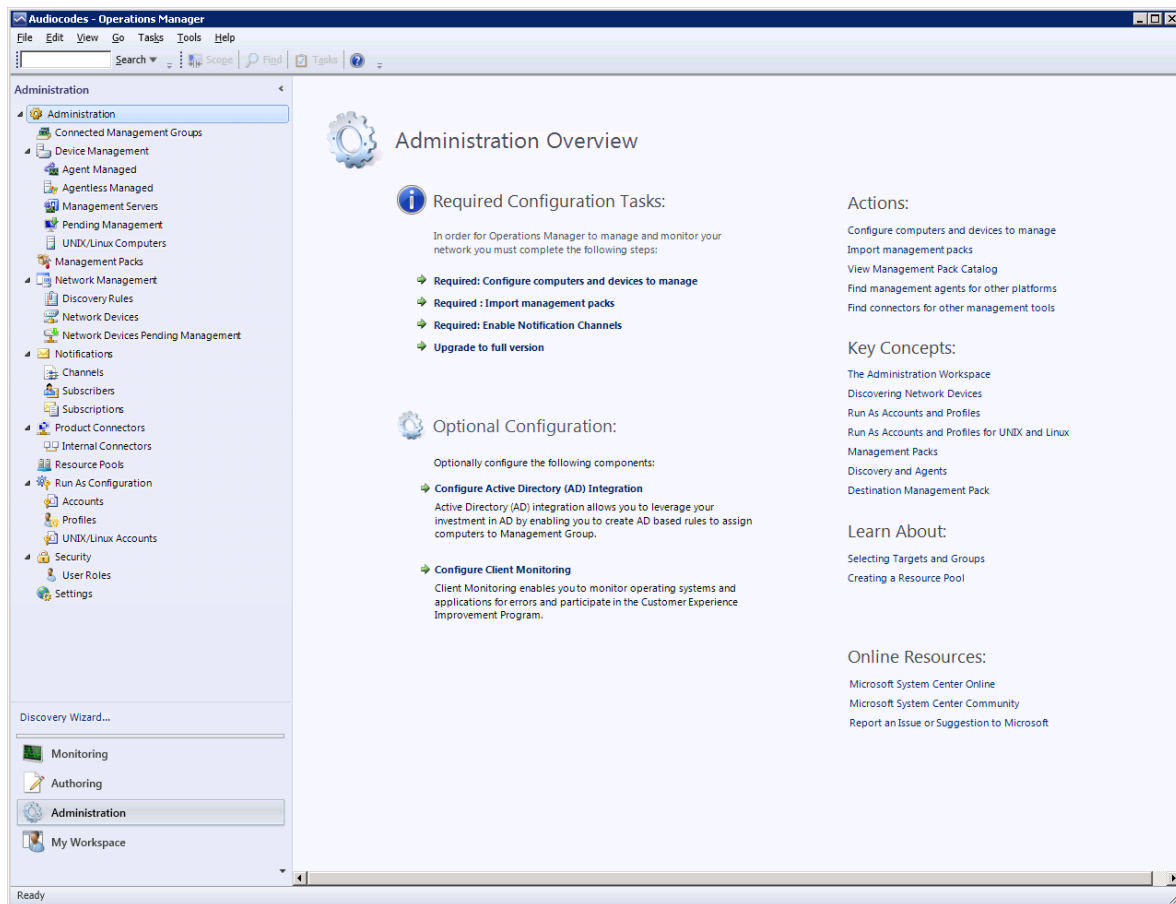 Audiocodes - Operations Manager
File Edit View Go Tasks Tools Help
Search Scope Find Tasks
Administration
Administration
Connected Management Groups
Device Management
Agent Managed
Agentless Managed
Management Servers
Pending Management
UNIX/Linux Computers
Management Packs
Network Management
Discovery Rules
Network Devices
Network Devices Pending Management
Notifications
Channels
Subscribers
Subscriptions
Product Connectors
Internal Connectors
Resource Pools
Run As Configuration
Accounts
Profiles
UNIX/Linux Accounts
Security
User Roles
Settings
Discovery Wizard...
Monitoring
Authoring
Administration
My Workspace
Administration Overview
Required Configuration Tasks:
In order for Operations Manager to manage and monitor your
network you must complete the following steps:
Required: Configure computers and devices to manage
Required : Import management packs
Required: Enable Notification Channels
Upgrade to full version
Optional Configuration:
Optionally configure the following components:
Configure Active Directory (AD) Integration
Active Directory (AD) integration allows you to leverage your
investment in AD by enabling you to create AD based rules to assign
computers to Management Group.
Configure Client Monitoring
Client Monitoring enables you to monitor operating systems and
applications for errors and participate in the Customer Experience
Improvement Program.
Actions:
Configure computers and devices to manage
Import management packs
View Management Pack Catalog
Find management agents for other platforms
Find connectors for other management tools
Key Concepts:
The Administration Workspace
Discovering Network Devices
Run As Accounts and Profiles
Run As Accounts and Profiles for UNIX and Linux
Management Packs
Discovery and Agents
Destination Management Pack
Learn About:
Selecting Targets and Groups
Creating a Resource Pool
Online Resources:
Microsoft System Center Online
Microsoft System Center Community
Report an Issue or Suggestion to Microsoft
Ready